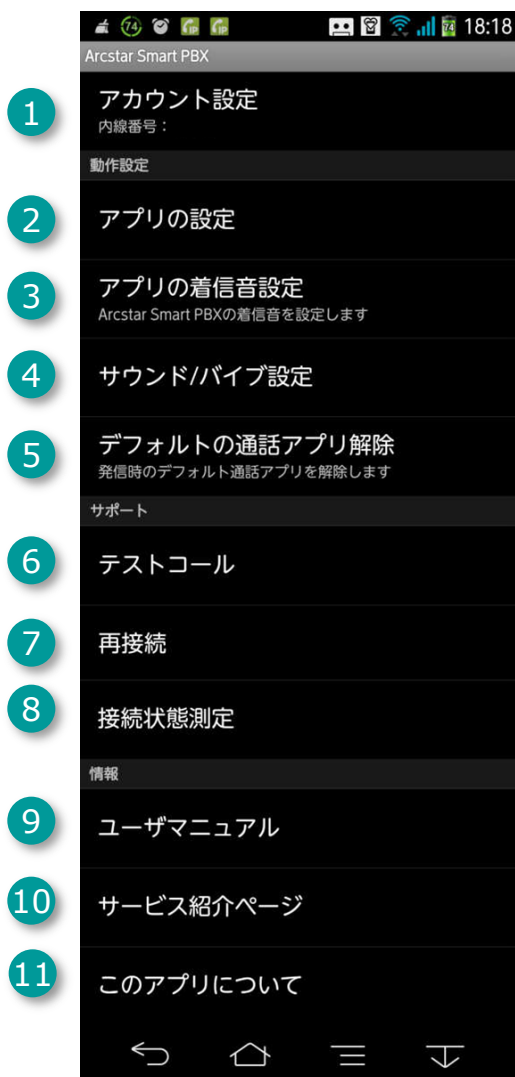 74
18:18
Arcstar Smart PBX
1
アカウント設定
内線番号：
動作設定
2
アプリの設定
3
アプリの着信音設定
Arcstar Smart PBXの着信音を設定します
4
サウンド/バイブ設定
5
デフォルトの通話アプリ解除
発信時のデフォルト通話アプリを解除します
サポート
6
テストコール
7
再接続
8
接続状態測定
情報
9
ユーザマニュアル
10
サービス紹介ページ
11
このアプリについて